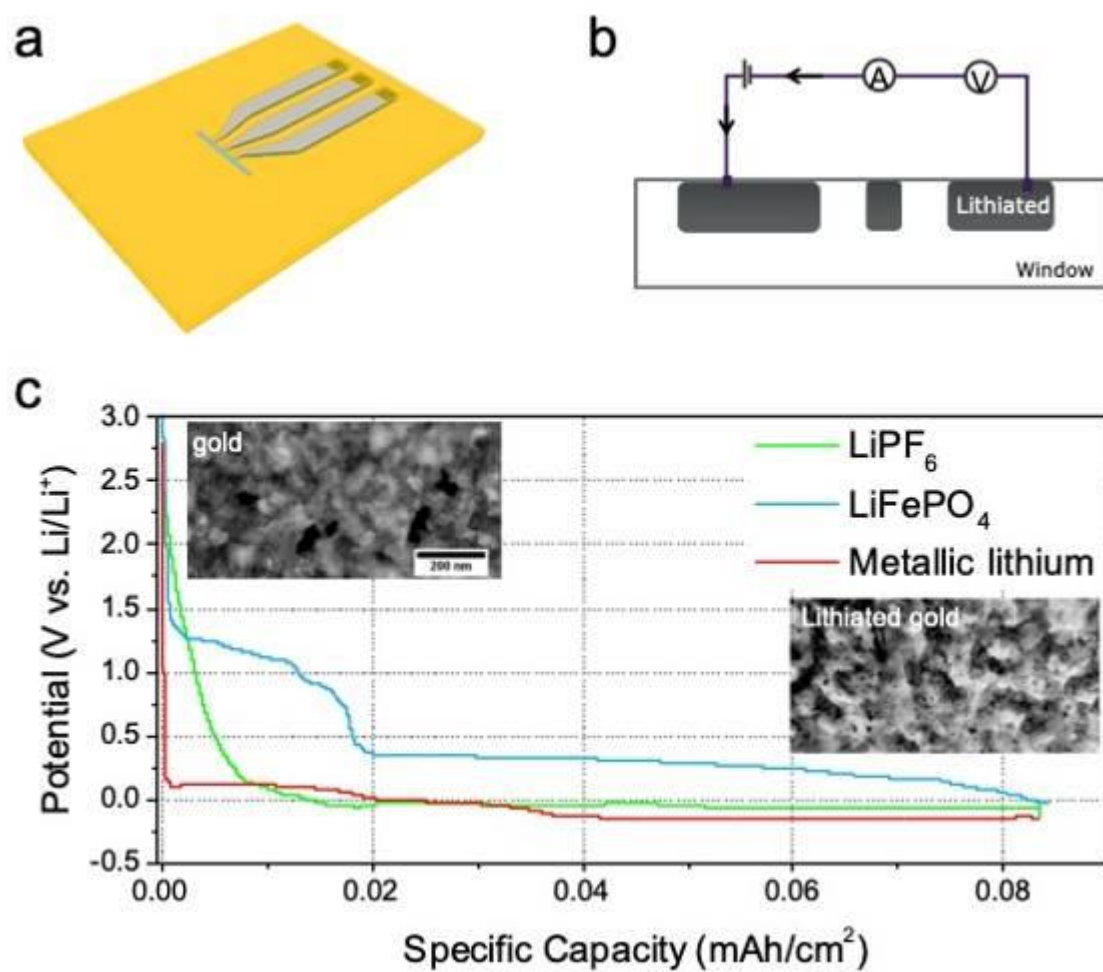 a
b
A
V
Lithiated
Window
c
Potential (V vs. Li/Li⁺)
3.0
2.5
2.0
1.5
1.0
0.5
0.0
-0.5
gold
200 nm
LiPF₆
LiFePO₄
Metallic lithium
Lithiated gold
0.00 0.02 0.04 0.06 0.08
Specific Capacity (mAh/cm²)